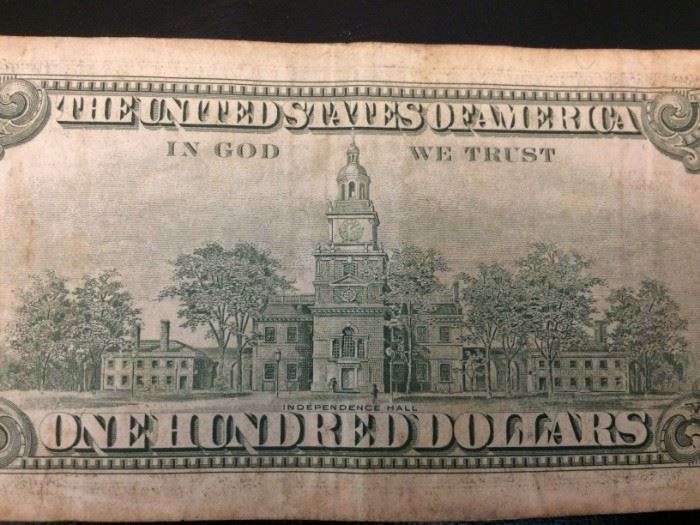 THE UNITED STATES OF AMERICA
IN GOD WE TRUST
INDEPENDENCE HALL
ONE HUNDRED DOLLARS